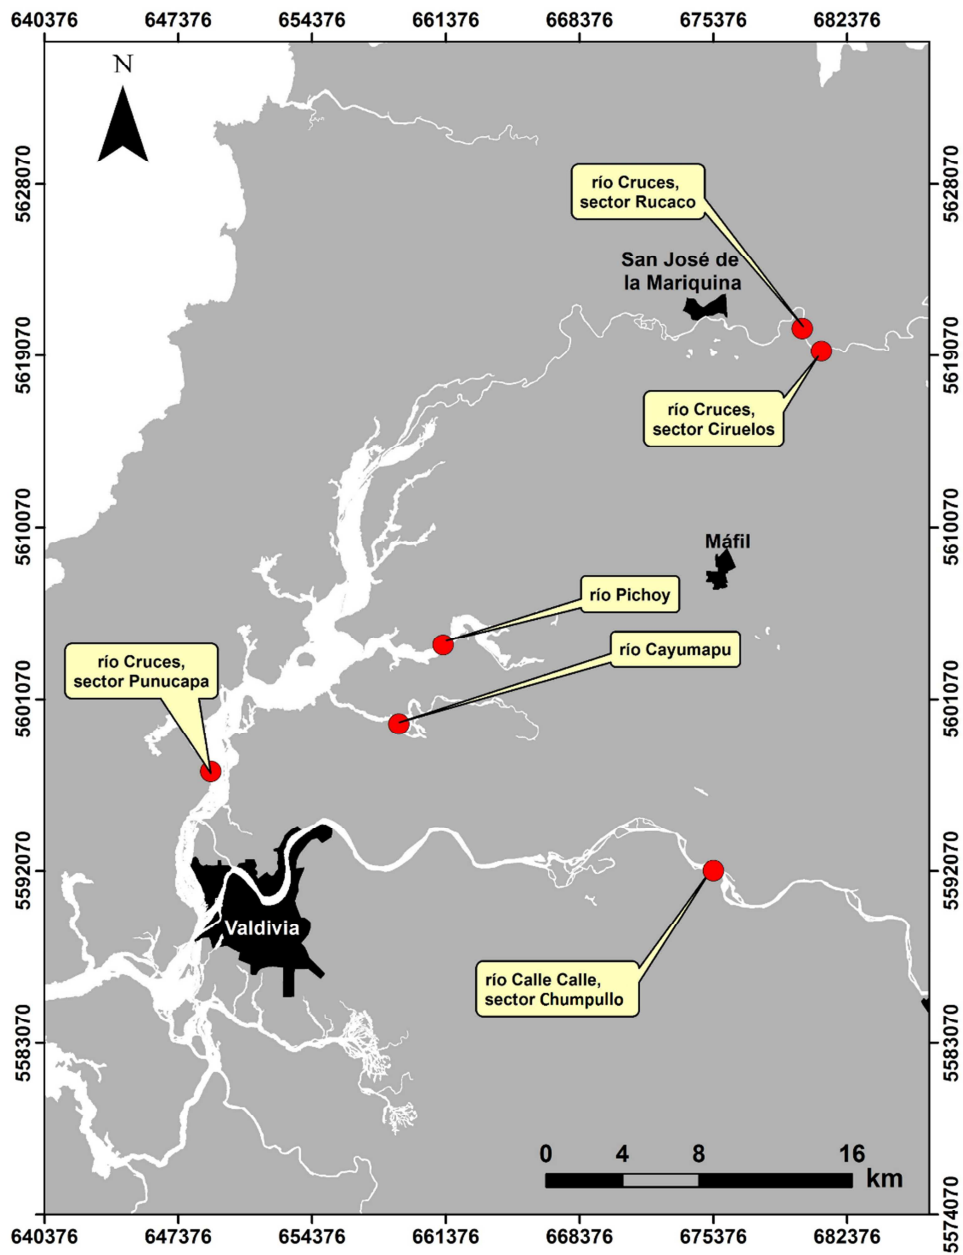 640376 647376 654376 661376 668376 675376 682376
N
5628070
5628070
río Cruces,
sector Rucaco
San José de
la Mariquina
5619070
5619070
río Cruces,
sector Ciruelos
5610070
5610070
Máfil
río Pichoy
río Cayumapu
río Cruces,
sector Punucapa
5601070
5601070
5592070
5592070
Valdivia
río Calle Calle,
sector Chumpullo
5583070
5583070
0 4 8 16
km
5574070
640376 647376 654376 661376 668376 675376 682376